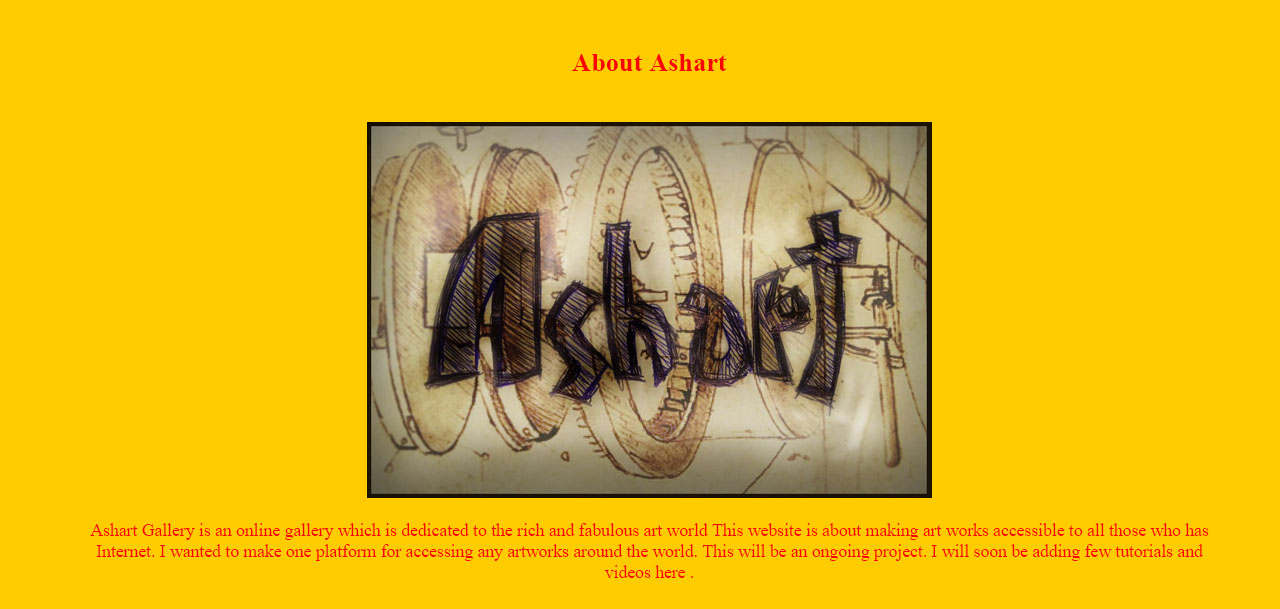 About Ashart
Ashart
Ashart Gallery is an online gallery which is dedicated to the rich and fabulous art world This website is about making art works accessible to all those who has
Internet. I wanted to make one platform for accessing any artworks around the world. This will be an ongoing project. I will soon be adding few tutorials and
videos here .